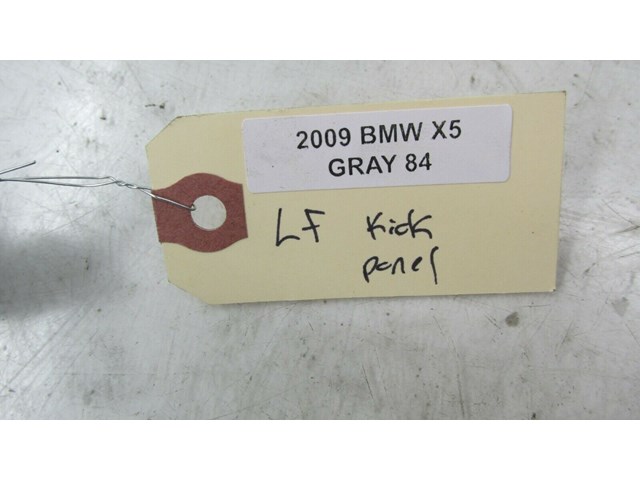 2009 BMW X5
GRAY 84
LF Kick
panel